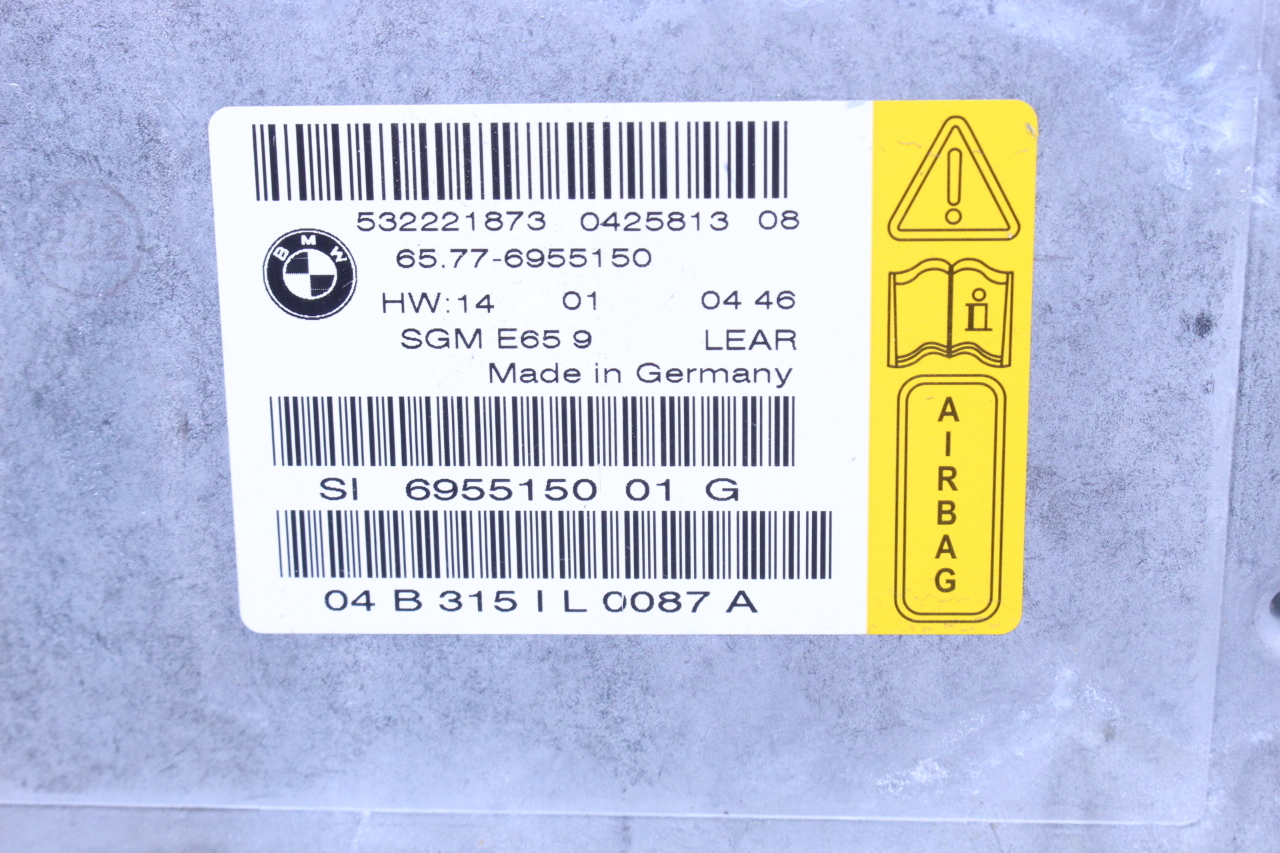 532221873 0425813 08
BMW
65.77-6955150
HW:14 01 04 46
SGM E65 9 LEAR
Made in Germany
SI 6955150 01 G
04 B 315 I L 0087 A
i
AIRBAG